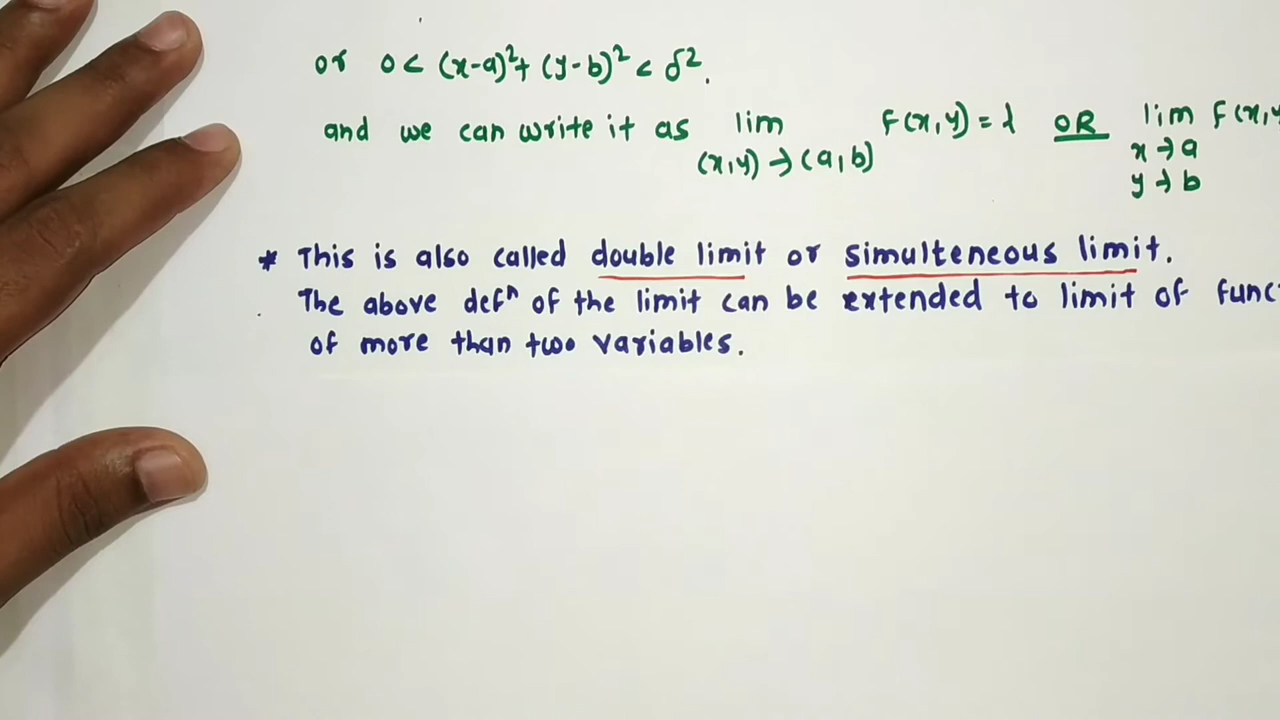 or 0 < (x-a)²+ (y-b)² < δ².
and we can write it as lim (x,y)→(a,b) f(x,y) = l OR lim x→a y→b f(x,y
* This is also called double limit or simulteneous limit.
The above defⁿ of the limit can be extended to limit of func
of more than two variables.